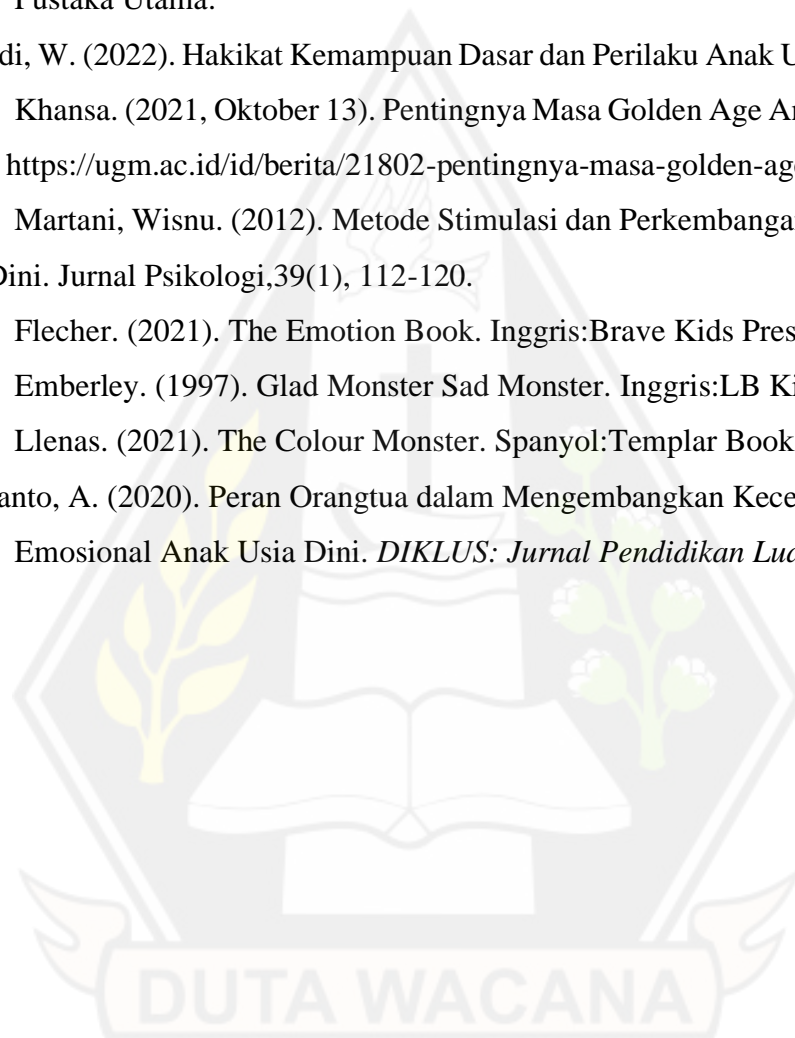 Pustaka Utama.
di, W. (2022). Hakikat Kemampuan Dasar dan Perilaku Anak U
Khansa. (2021, Oktober 13). Pentingnya Masa Golden Age A
https://ugm.ac.id/id/berita/21802-pentingnya-masa-golden-age
Martani, Wisnu. (2012). Metode Stimulasi dan Perkembangan
Dini. Jurnal Psikologi,39(1), 112-120.
Flecher. (2021). The Emotion Book. Inggris:Brave Kids Pres
Emberley. (1997). Glad Monster Sad Monster. Inggris:LB Ki
Llenas. (2021). The Colour Monster. Spanyol:Templar Book
anto, A. (2020). Peran Orangtua dalam Mengembangkan Kece
Emosional Anak Usia Dini. DIKLUS: Jurnal Pendidikan Lua
DUTA WACANA